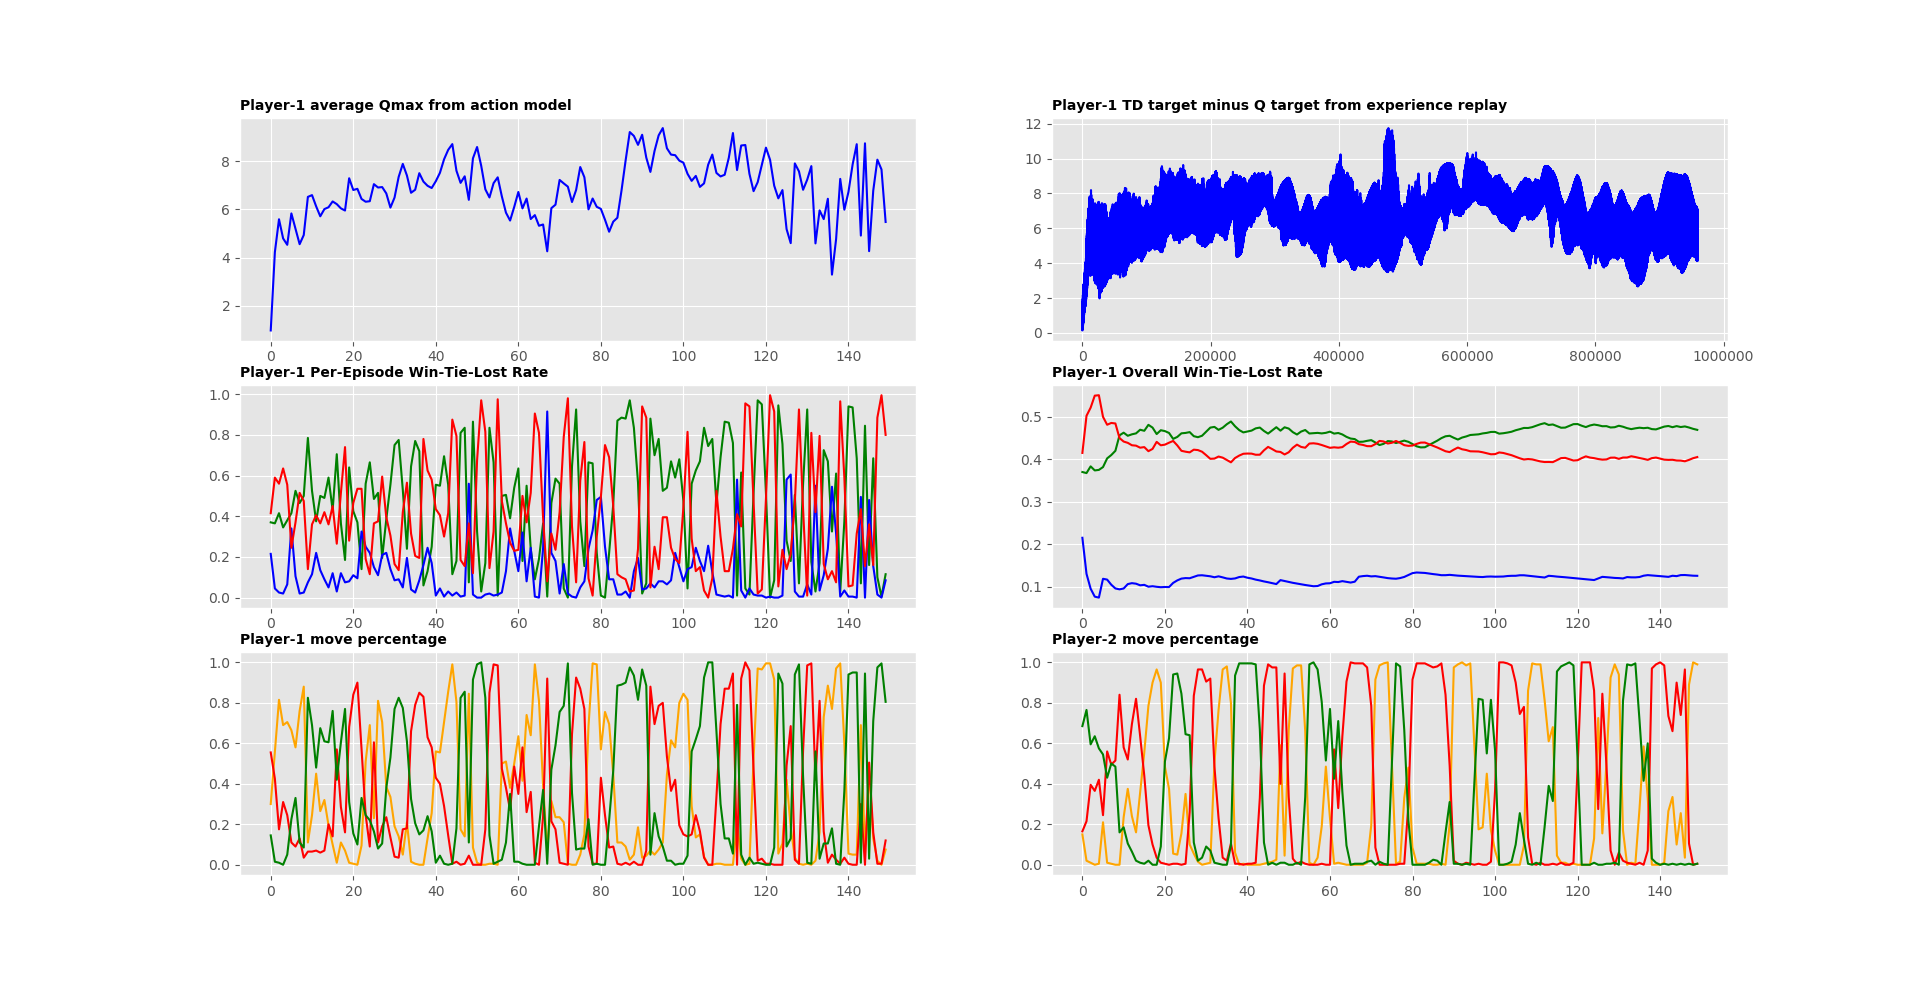 Player-1 average Qmax from action model
8
6
4
2
0 20 40 60 80 100 120 140
Player-1 TD target minus Q target from experience replay
12
10
8
6
4
2
0
0 200000 400000 600000 800000 1000000
Player-1 Per-Episode Win-Tie-Lost Rate
1.0
0.8
0.6
0.4
0.2
0.0
0 20 40 60 80 100 120 140
Player-1 Overall Win-Tie-Lost Rate
0.5
0.4
0.3
0.2
0.1
0 20 40 60 80 100 120 140
Player-1 move percentage
1.0
0.8
0.6
0.4
0.2
0.0
0 20 40 60 80 100 120 140
Player-2 move percentage
1.0
0.8
0.6
0.4
0.2
0.0
0 20 40 60 80 100 120 140